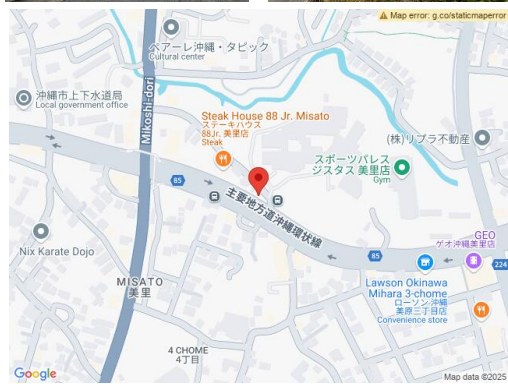 Map error: g.co/staticmaperror
ペアーレ沖縄・タピック
Cultural center
沖縄市上下水道局
Local government office
Mikoshi-dori
Steak House 88 Jr. Misato
ステーキハウス
88Jr. 美里店
Steak
(株)リブラ不動産
スポーツパレス
ジスタス 美里店
Gym
85
主要地方道沖縄環状線
Nix Karate Dojo
GEO
ゲオ沖縄美里店
85
224
MISATO
美里
Lawson Okinawa
Mihara 3-chome
ローソン 沖縄
美原三丁目店
Convenience store
4 CHOME
4丁目
Google
Map data ©2025